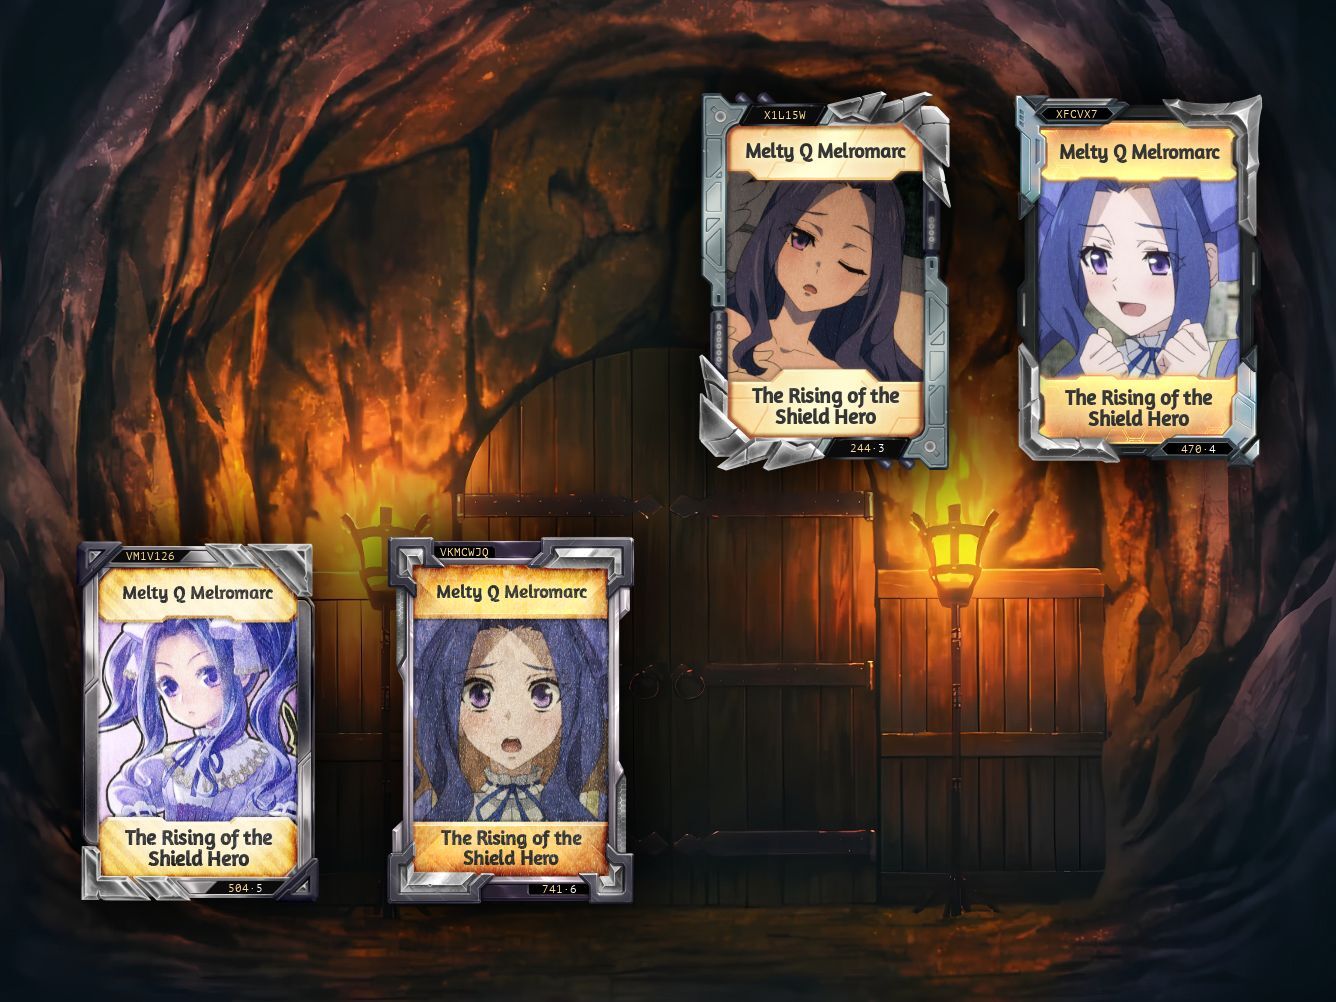 X1L15W
Melty Q Melromarc
The Rising of the
Shield Hero
244·3
XFCVX7
Melty Q Melromarc
The Rising of the
Shield Hero
470·4
VM1V126
Melty Q Melromarc
The Rising of the
Shield Hero
504·5
VKMCWJQ
Melty Q Melromarc
The Rising of the
Shield Hero
741·6